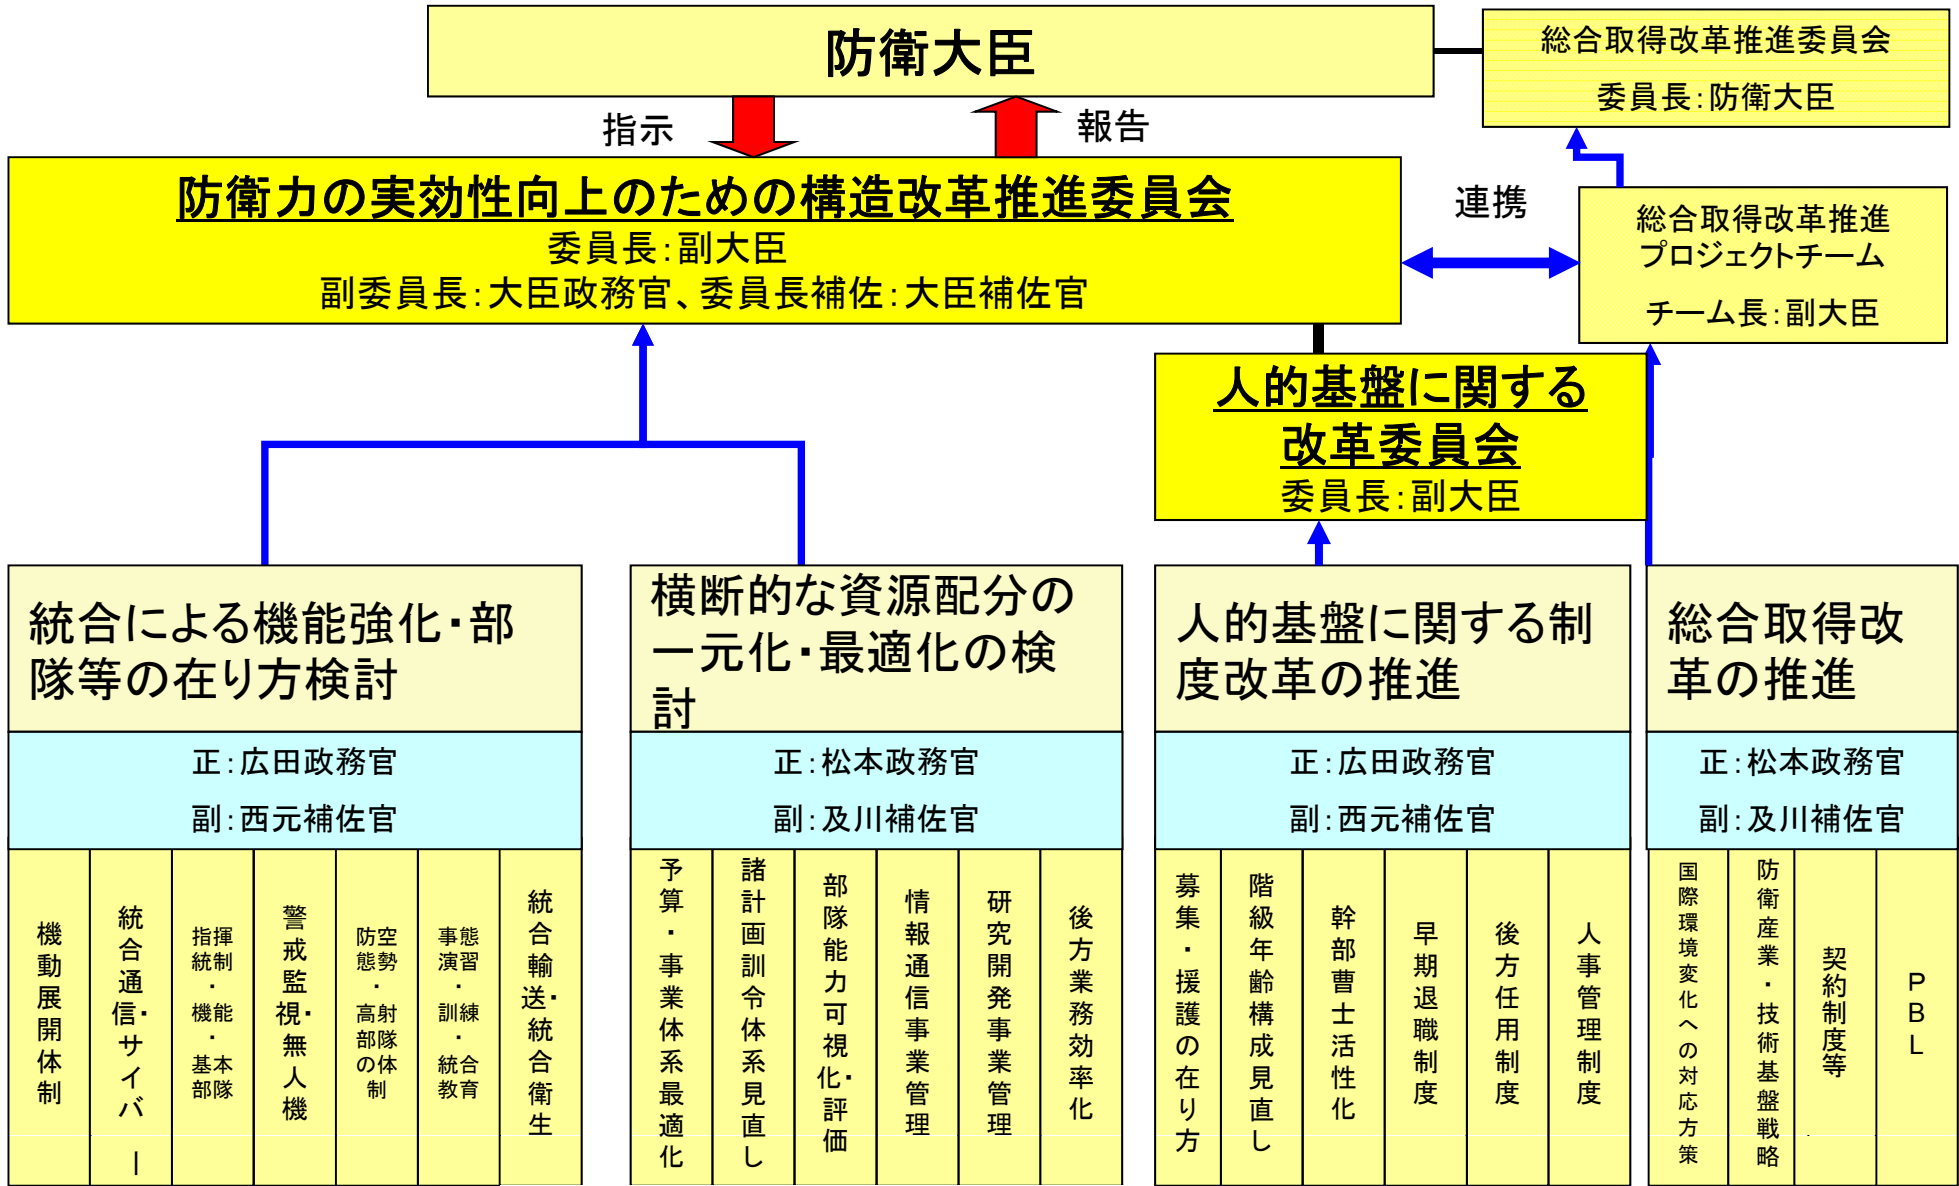 防衛大臣
総合取得改革推進委員会
委員長：防衛大臣
指示
報告
防衛力の実効性向上のための構造改革推進委員会
委員長：副大臣
副委員長：大臣政務官、委員長補佐：大臣補佐官
連携
総合取得改革推進
プロジェクトチーム
チーム長：副大臣
人的基盤に関する
改革委員会
委員長：副大臣
統合による機能強化・部
隊等の在り方検討
正：広田政務官
副：西元補佐官
機動展開体制
統合通信・サイバー
指揮統制・機能・基本部隊
警戒監視・無人機
防空態勢・高射部隊の体制
事態演習・訓練・統合教育
統合輸送・統合衛生
横断的な資源配分の
一元化・最適化の検
討
正：松本政務官
副：及川補佐官
予算・事業体系最適化
諸計画訓令体系見直し
部隊能力可視化・評価
情報通信事業管理
研究開発事業管理
後方業務効率化
人的基盤に関する制
度改革の推進
正：広田政務官
副：西元補佐官
募集・援護の在り方
階級年齢構成見直し
幹部曹士活性化
早期退職制度
後方任用制度
人事管理制度
総合取得改
革の推進
正：松本政務官
副：及川補佐官
国際環境変化への対応方策
防衛産業・技術基盤戦略
契約制度等
PBL